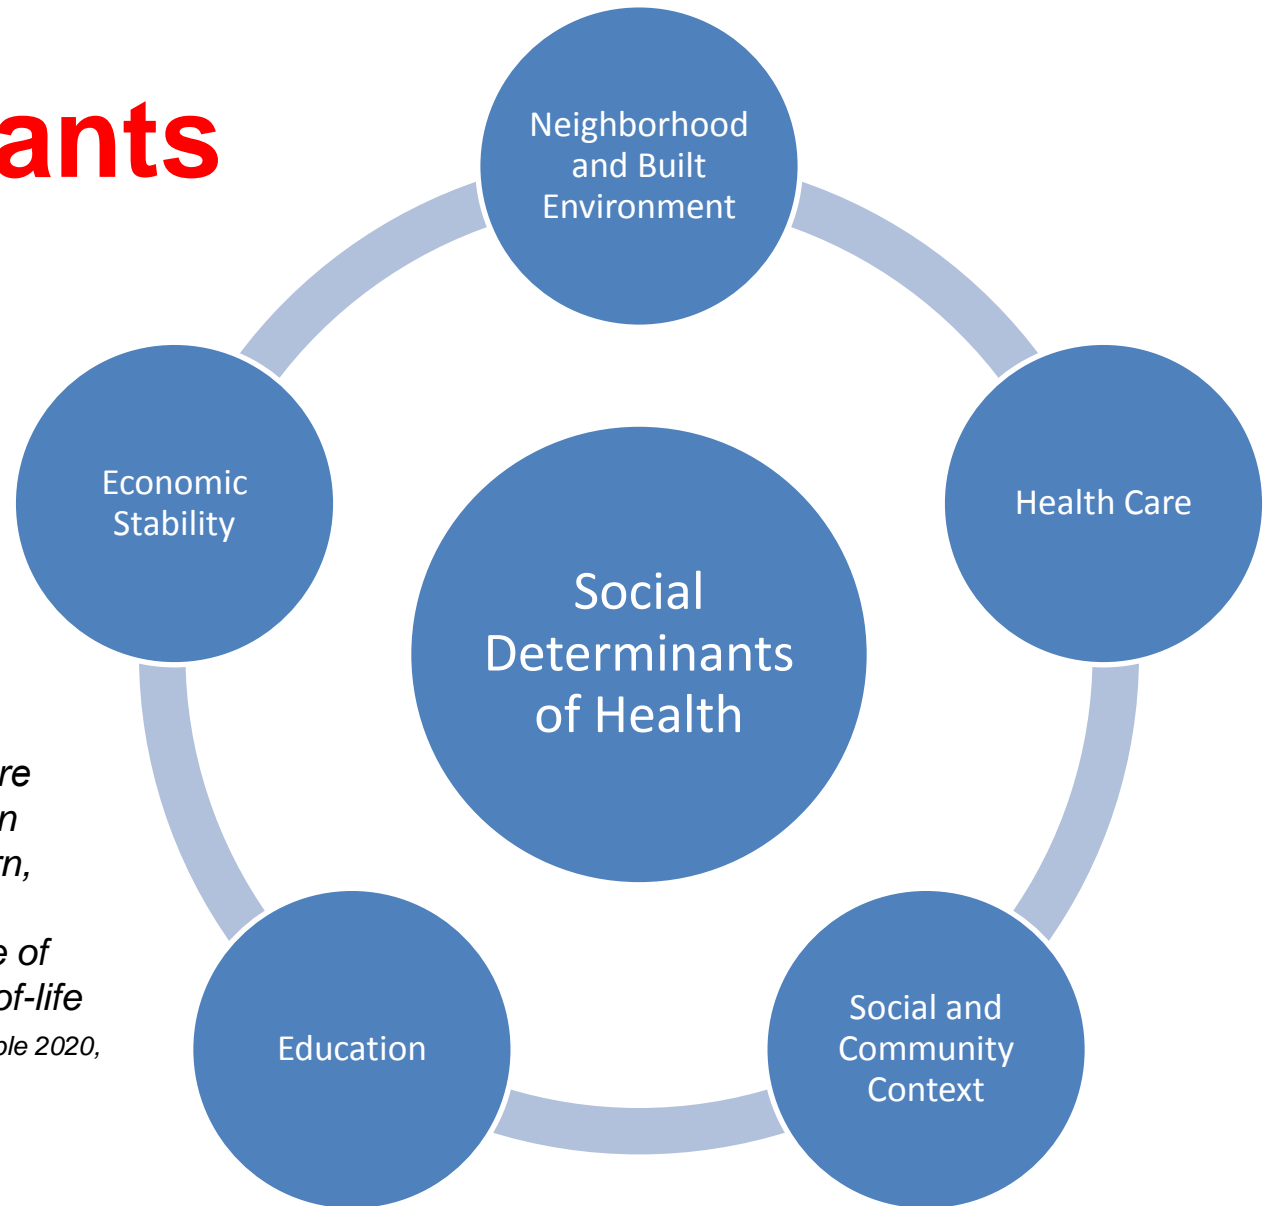 ants
Neighborhood
and Built
Environment
Economic
Stability
Health Care
Social
Determinants
of Health
re
n
rn,
e of
of-life
ple 2020,
Education
Social and
Community
Context